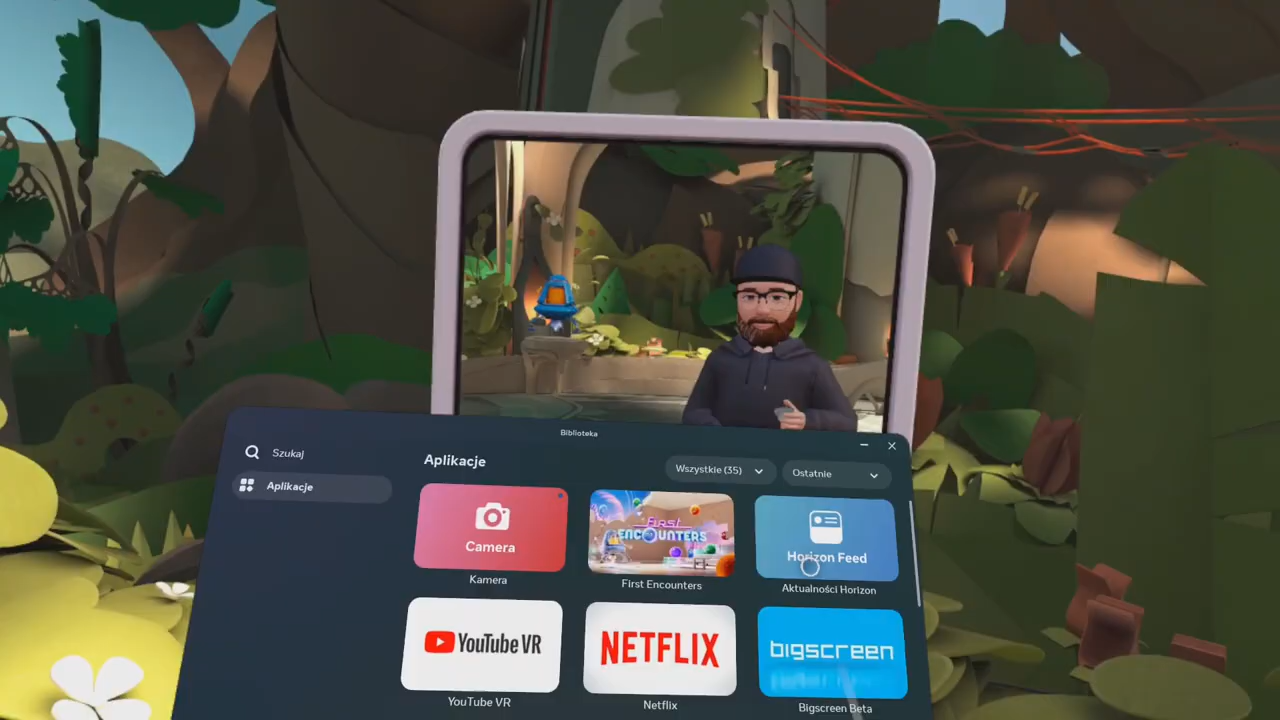 Biblioteka
Szukaj
Aplikacje
Aplikacje
Wszystkie (35)
Ostatnie
Camera
FIRST
ENCOUNTERS
Horizon Feed
Kamera
First Encounters
Aktualności Horizon
YouTube VR
NETFLIX
bigscreen
YouTube VR
Netflix
Bigscreen Beta